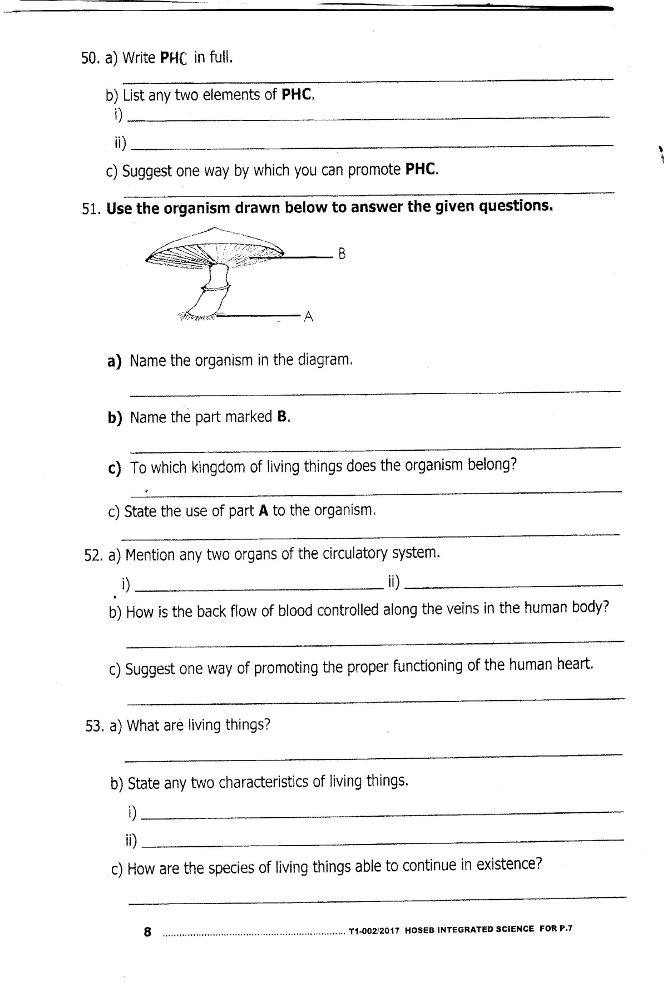 50. a) Write PHC in full.
b) List any two elements of PHC.
i)
ii)
c) Suggest one way by which you can promote PHC.
51. Use the organism drawn below to answer the given questions.
B
A
a) Name the organism in the diagram.
b) Name the part marked B.
c) To which kingdom of living things does the organism belong?
c) State the use of part A to the organism.
52. a) Mention any two organs of the circulatory system.
i) ii)
b) How is the back flow of blood controlled along the veins in the human body?
c) Suggest one way of promoting the proper functioning of the human heart.
53. a) What are living things?
b) State any two characteristics of living things.
i)
ii)
c) How are the species of living things able to continue in existence?
8 ................................................................. T1-002/2017 HOSEB INTEGRATED SCIENCE FOR P.7